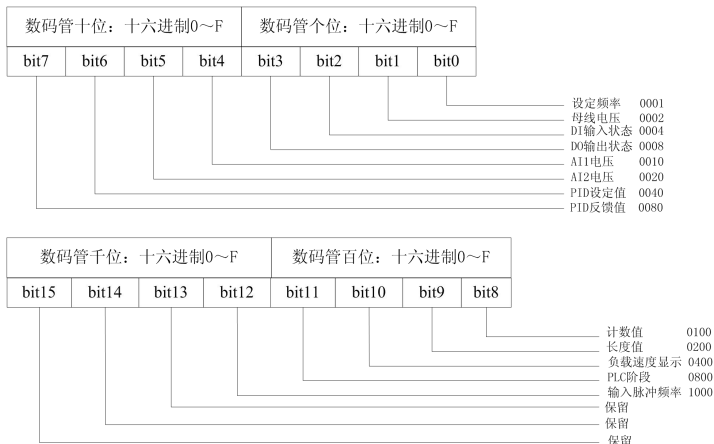 数码管十位：十六进制0～F 数码管个位：十六进制0～F
bit7 bit6 bit5 bit4 bit3 bit2 bit1 bit0
设定频率 0001
母线电压 0002
DI输入状态 0004
DO输出状态 0008
AI1电压 0010
AI2电压 0020
PID设定值 0040
PID反馈值 0080
数码管千位：十六进制0～F 数码管百位：十六进制0～F
bit15 bit14 bit13 bit12 bit11 bit10 bit9 bit8
计数值 0100
长度值 0200
负载速度显示 0400
PLC阶段 0800
输入脉冲频率 1000
保留
保留
保留